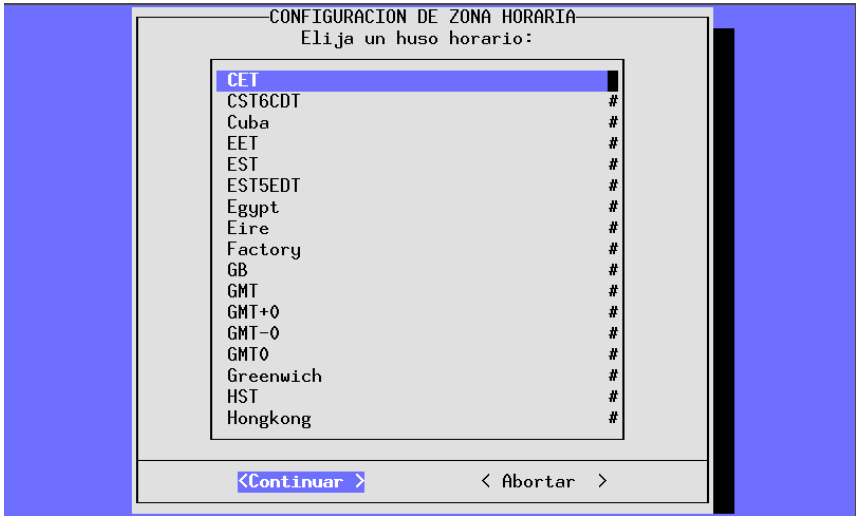 CONFIGURACION DE ZONA HORARIA
Elija un huso horario:
CET
CST6CDT #
Cuba #
EET #
EST #
EST5EDT #
Egypt #
Eire #
Factory #
GB #
GMT #
GMT+0 #
GMT-0 #
GMT0 #
Greenwich #
HST #
Hongkong #
<Continuar > < Abortar >